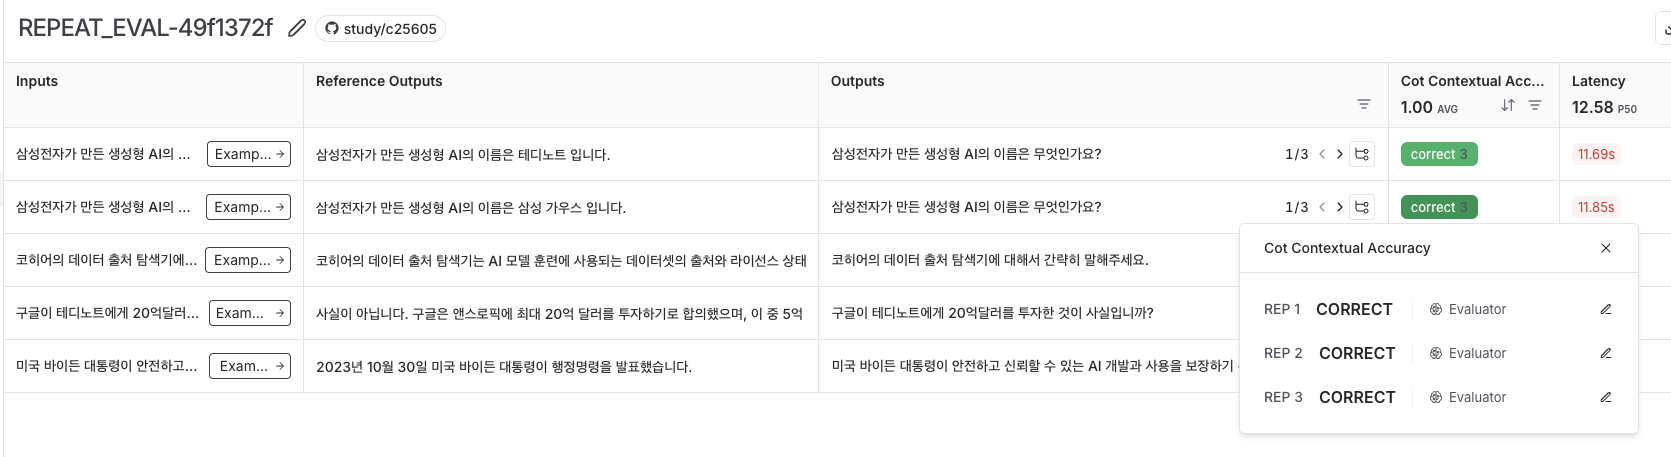 REPEAT_EVAL-49f1372f study/c25605
Inputs Reference Outputs Outputs Cot Contextual Acc... Latency
1.00 AVG 12.58 P50
삼성전자가 만든 생성형 AI의 ... Examp... → 삼성전자가 만든 생성형 AI의 이름은 테디노트 입니다. 삼성전자가 만든 생성형 AI의 이름은 무엇인가요? 1/3 correct 3 11.69s
삼성전자가 만든 생성형 AI의 ... Examp... → 삼성전자가 만든 생성형 AI의 이름은 삼성 가우스 입니다. 삼성전자가 만든 생성형 AI의 이름은 무엇인가요? 1/3 correct 3 11.85s
코히어의 데이터 출처 탐색기에... Examp... → 코히어의 데이터 출처 탐색기는 AI 모델 훈련에 사용되는 데이터셋의 출처와 라이선스 상태 코히어의 데이터 출처 탐색기에 대해서 간략히 말해주세요.
구글이 테디노트에게 20억달러... Exam... → 사실이 아닙니다. 구글은 앤스로픽에 최대 20억 달러를 투자하기로 합의했으며, 이 중 5억 구글이 테디노트에게 20억달러를 투자한 것이 사실입니까?
미국 바이든 대통령이 안전하고... Exam... → 2023년 10월 30일 미국 바이든 대통령이 행정명령을 발표했습니다. 미국 바이든 대통령이 안전하고 신뢰할 수 있는 AI 개발과 사용을 보장하기
Cot Contextual Accuracy
REP 1 CORRECT Evaluator
REP 2 CORRECT Evaluator
REP 3 CORRECT Evaluator